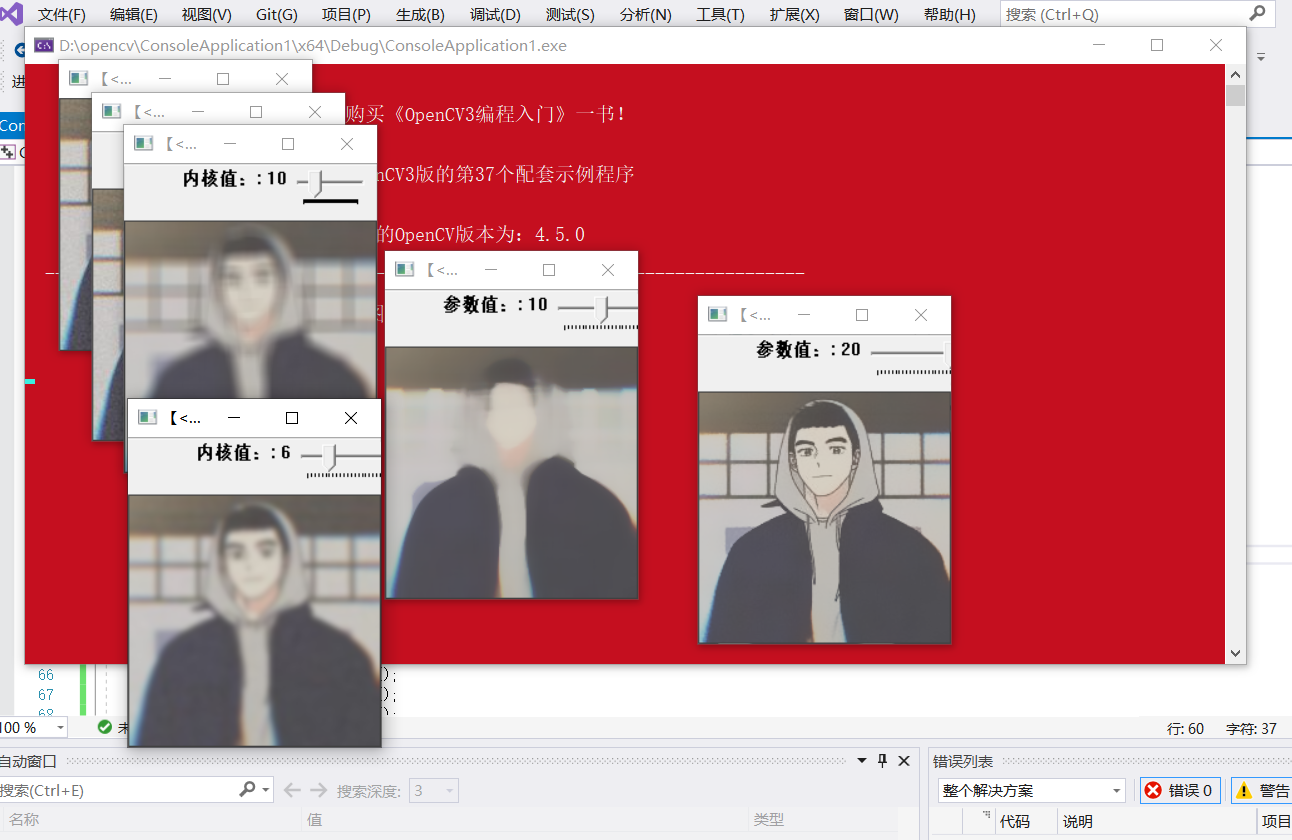 文件(F) 编辑(E) 视图(V) Git(G) 项目(P) 生成(B) 调试(D) 测试(S) 分析(N) 工具(T) 扩展(X) 窗口(W) 帮助(H) 搜索 (Ctrl+Q)
D:\opencv\ConsoleApplication1\x64\Debug\ConsoleApplication1.exe
【<...
进
【<...
购买《OpenCV3编程入门》一书!
Con
【<...
内核值: :10
nCV3版的第37个配套示例程序
的OpenCV版本为: 4.5.0
【<...
参数值: :10
【<...
参数值: :20
【<...
内核值: :6
66 );
67 );
68 );
100 %
未
行: 60 字符: 37
自动窗口
错误列表
搜索(Ctrl+E) 搜索深度: 3
整个解决方案 错误 0 警告
名称 值 类型
代码 说明 项目